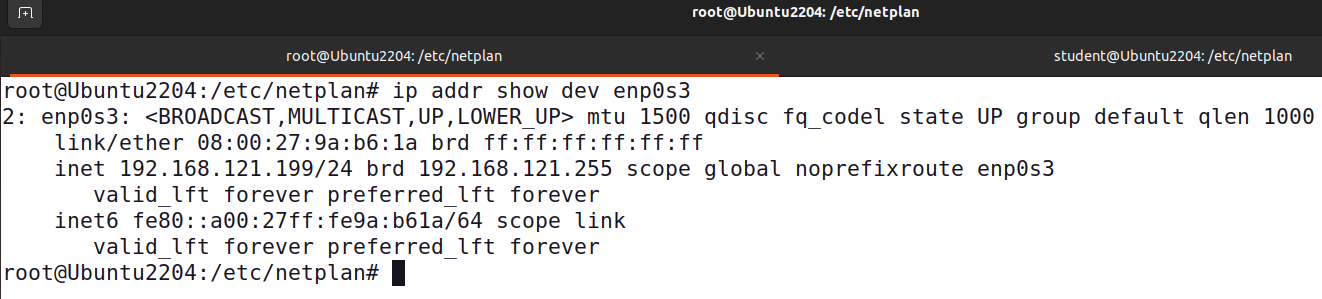 root@Ubuntu2204: /etc/netplan
root@Ubuntu2204: /etc/netplan × student@Ubuntu2204: /etc/netplan
root@Ubuntu2204:/etc/netplan# ip addr show dev enp0s3
2: enp0s3: <BROADCAST,MULTICAST,UP,LOWER_UP> mtu 1500 qdisc fq_codel state UP group default qlen 1000
    link/ether 08:00:27:9a:b6:1a brd ff:ff:ff:ff:ff:ff
    inet 192.168.121.199/24 brd 192.168.121.255 scope global noprefixroute enp0s3
       valid_lft forever preferred_lft forever
    inet6 fe80::a00:27ff:fe9a:b61a/64 scope link
       valid_lft forever preferred_lft forever
root@Ubuntu2204:/etc/netplan#